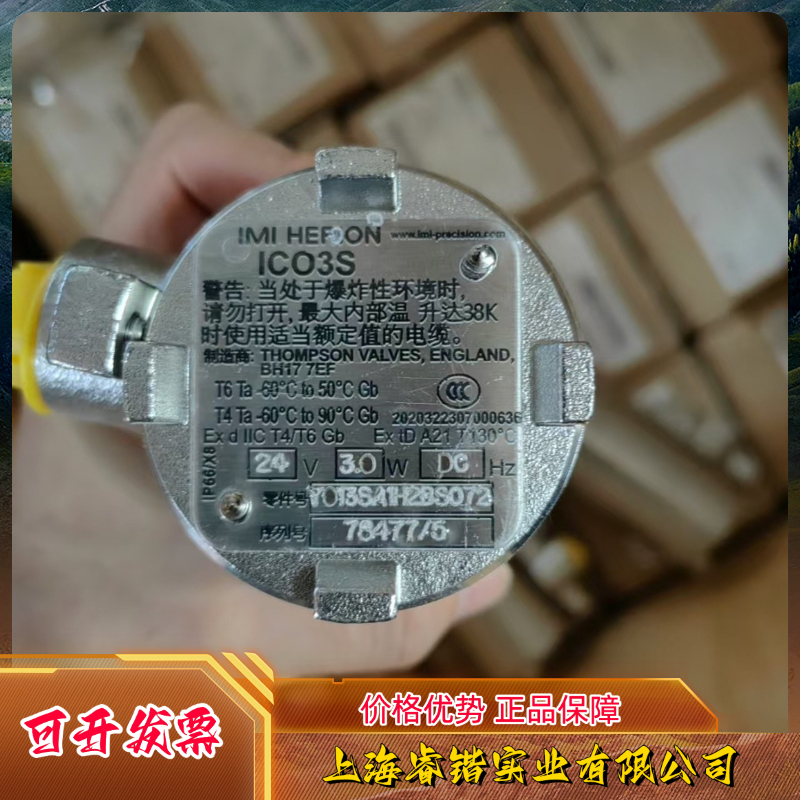 IMI HERION www.imi-precision.com
ICO3S
警告: 当处于爆炸性环境时,
请勿打开, 最大内部温 升达38K
时使用适当额定值的电缆。
制造商: THOMPSON VALVES, ENGLAND,
BH17 7EF
T6 Ta -60°C to 50°C Gb
CCC
T4 Ta -60°C to 90°C Gb 2020322307000636
Ex d IIC T4/T6 Gb Ex tD A21 T130°C
IP66/X8
24 V 3.0 W DC Hz
零件号
序列号 78477/5
价格优势 正品保障
可开发票
上海睿锴实业有限公司